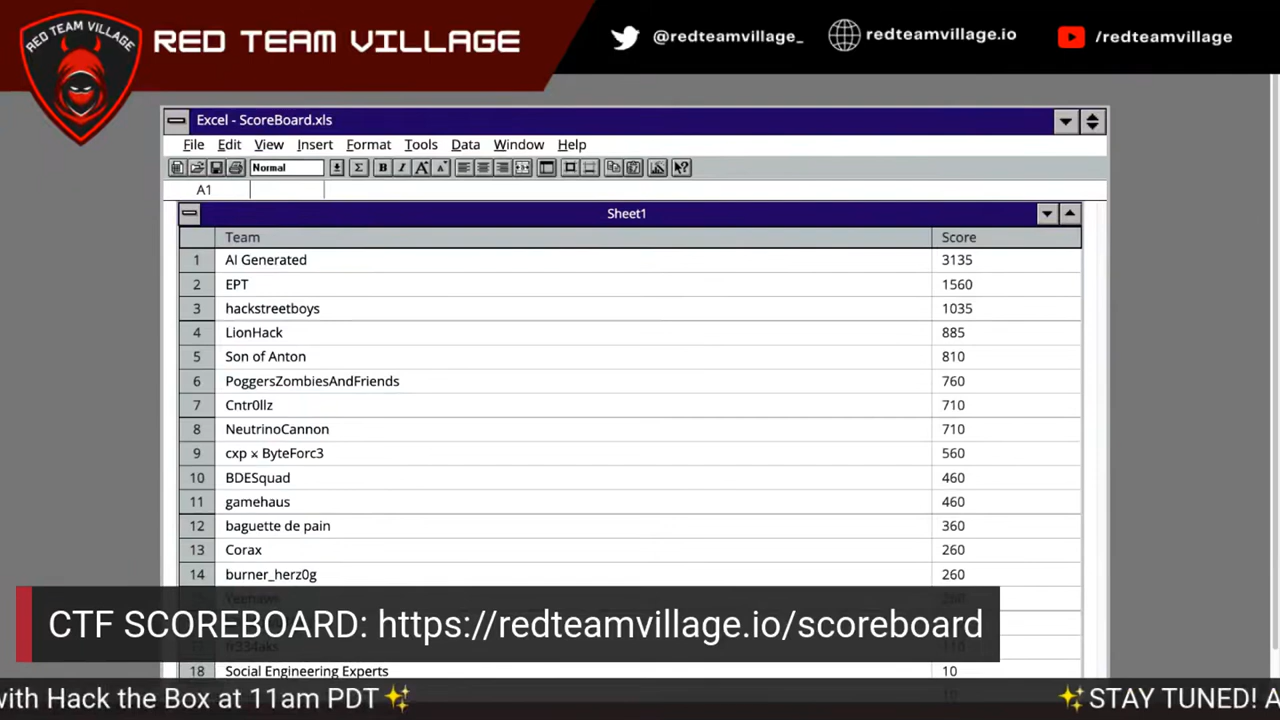 RED TEAM VILLAGE
RED TEAM VILLAGE
@redteamvillage_
redteamvillage.io
/redteamvillage
Excel - ScoreBoard.xls
File Edit View Insert Format Tools Data Window Help
Normal
A1
Sheet1
Team Score
1 AI Generated 3135
2 EPT 1560
3 hackstreetboys 1035
4 LionHack 885
5 Son of Anton 810
6 PoggersZombiesAndFriends 760
7 Cntr0llz 710
8 NeutrinoCannon 710
9 cxp × ByteForc3 560
10 BDESquad 460
11 gamehaus 460
12 baguette de pain 360
13 Corax 260
14 burner_herz0g 260
CTF SCOREBOARD: https://redteamvillage.io/scoreboard
18 Social Engineering Experts 10
with Hack the Box at 11am PDT✨ ✨STAY TUNED! A